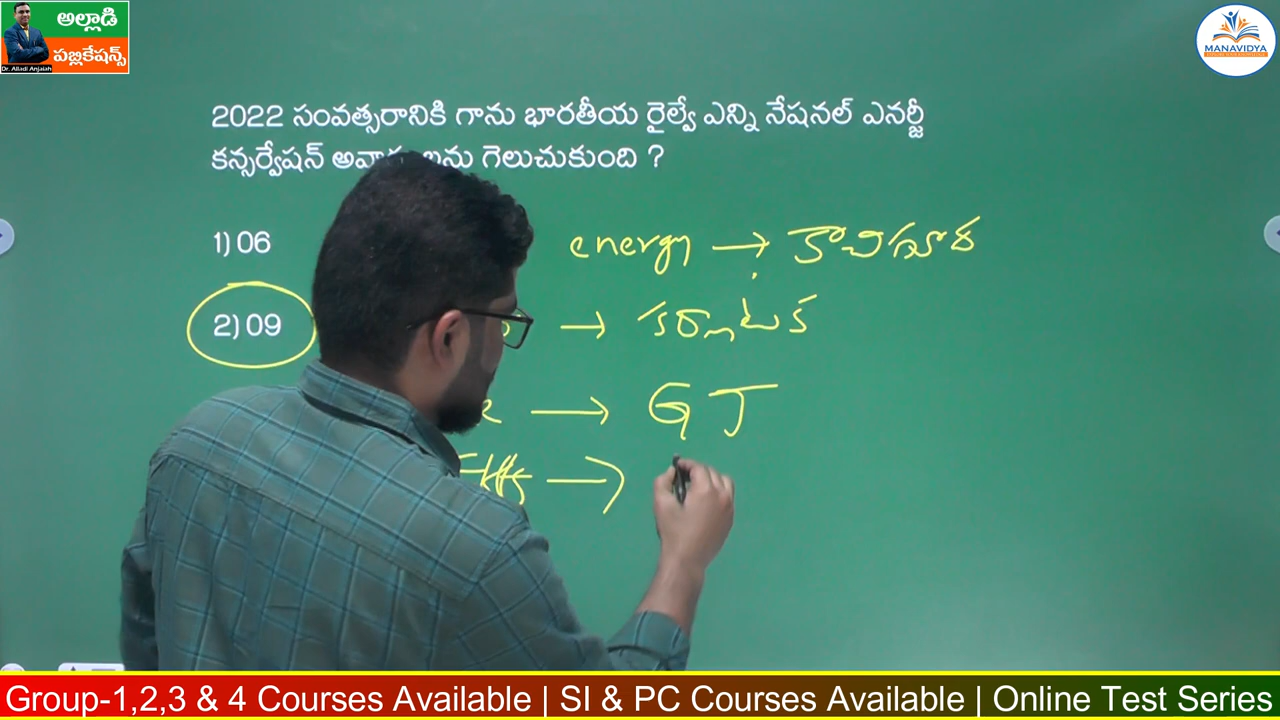 అల్లాడి
పబ్లికేషన్స్
Dr. Alladi Anjaiah
MANAVIDYA
2022 సంవత్సరానికి గాను భారతీయ రైల్వే ఎన్ని నేషనల్ ఎనర్జీ
కన్సర్వేషన్ ను గెలుచుకుంది ?
1) 06
energy → కాచిగూడ
2) 09
→ కర్ణాటక
→ GJ
→
Group-1,2,3 & 4 Courses Available | SI & PC Courses Available | Online Test Series